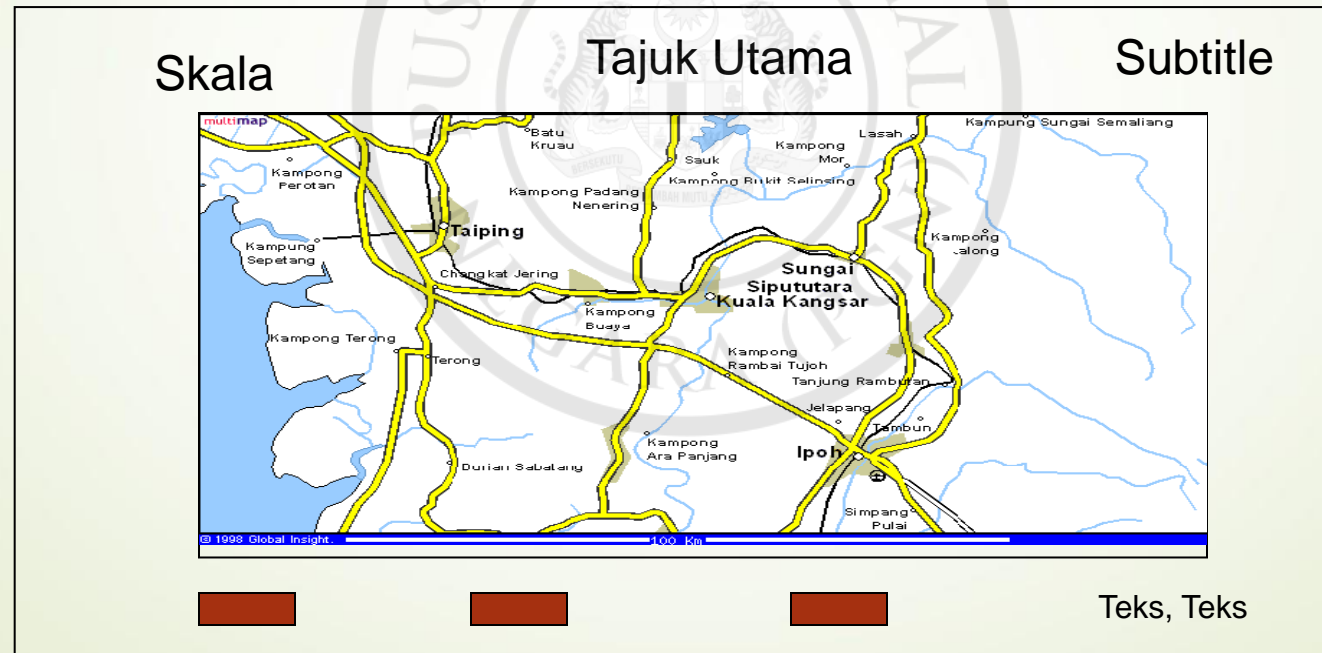 Skala
Tajuk Utama
Subtitle
multimap
Batu
Kruau
Lasah
Kampung Sungai Semaliang
Kampong
Perotan
Sauk
Kampong
Mor
BERSEKUTU
Kampong Bukit Selinsing
Kampong Padang
Nenering
Taiping
Kampung
Sepetang
Kampong
Lalong
Changkat Jering
Sungai
Sipututara
Kuala Kangsar
Kampong
Buaya
Kampong Terong
Terong
Kampong
Rambai Tujoh
Tanjung Rambutan
Jelapang
Tambun
Kampong
Ara Panjang
Ipoh
Durian Sabatang
Simpang
Pulai
© 1998 Global Insight.
100 Km
Teks, Teks